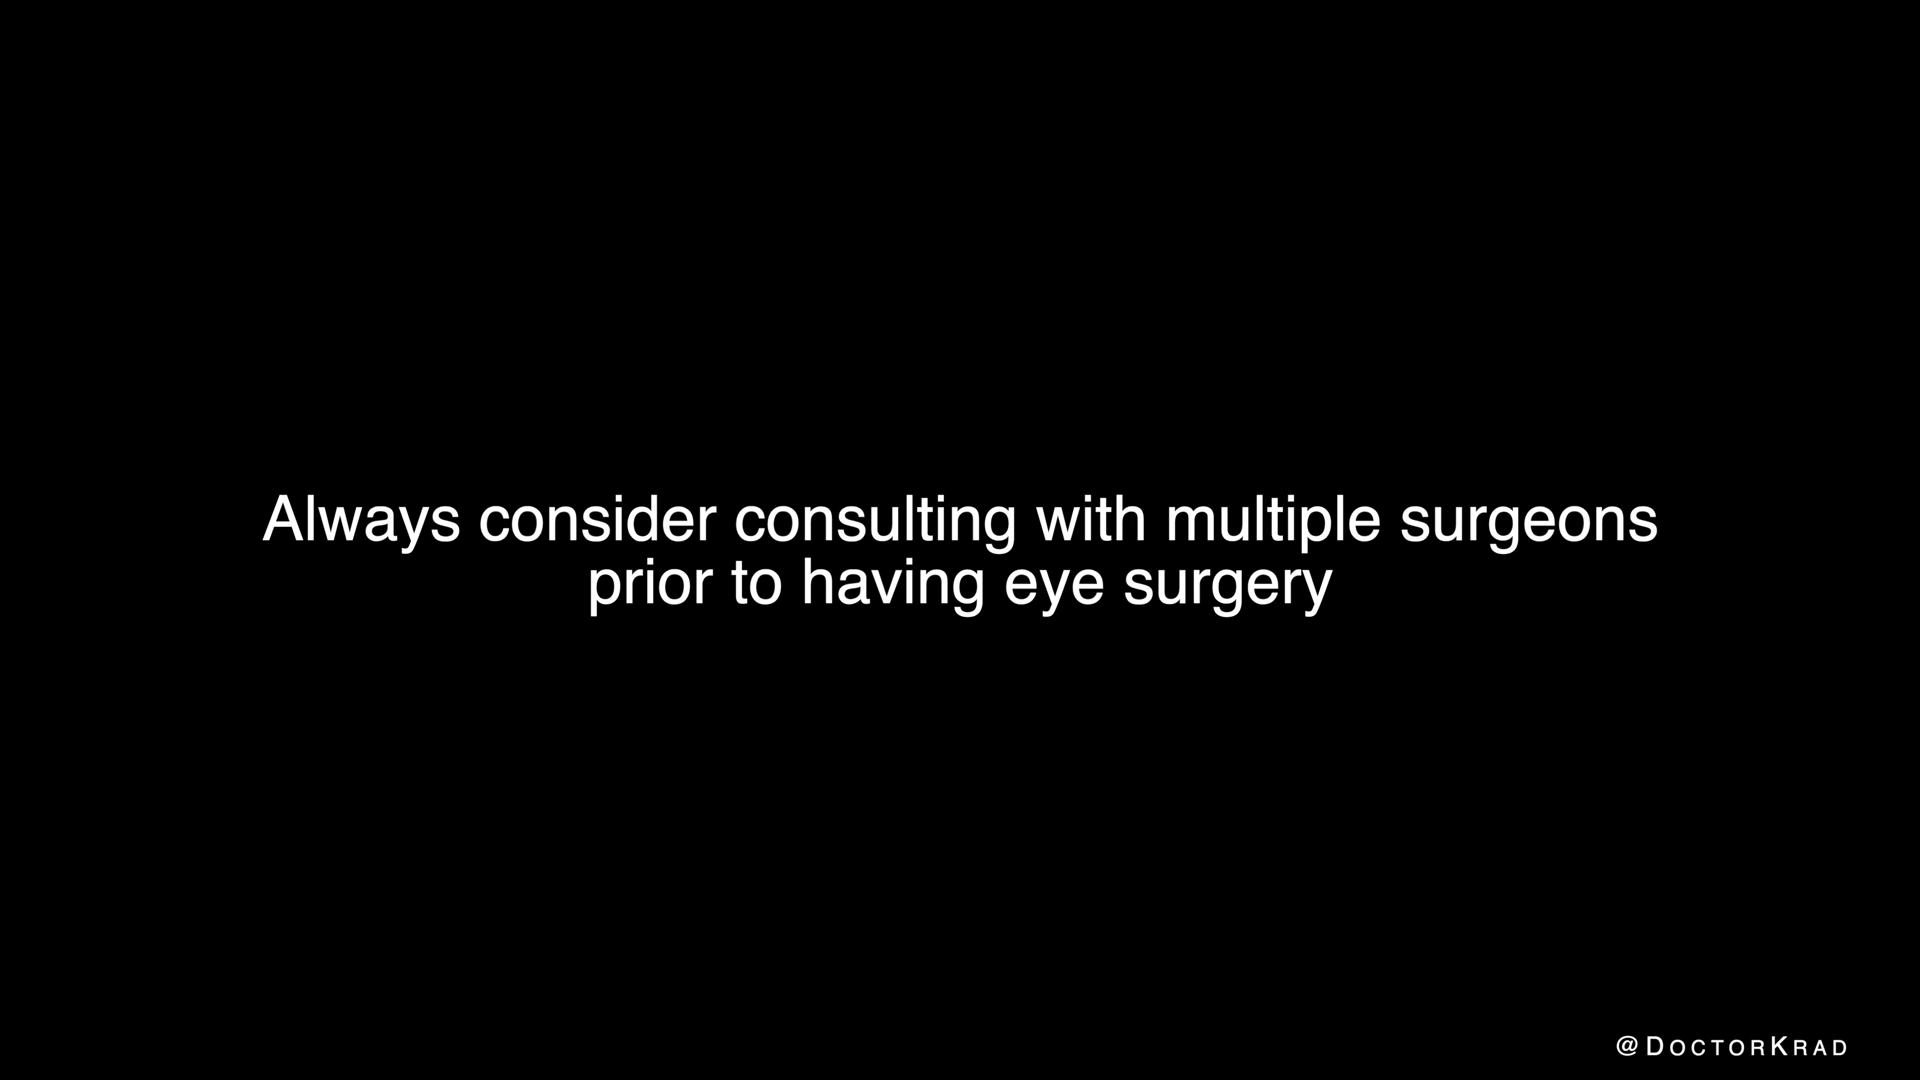 Always consider consulting with multiple surgeons
prior to having eye surgery
@DOCTORKRAD